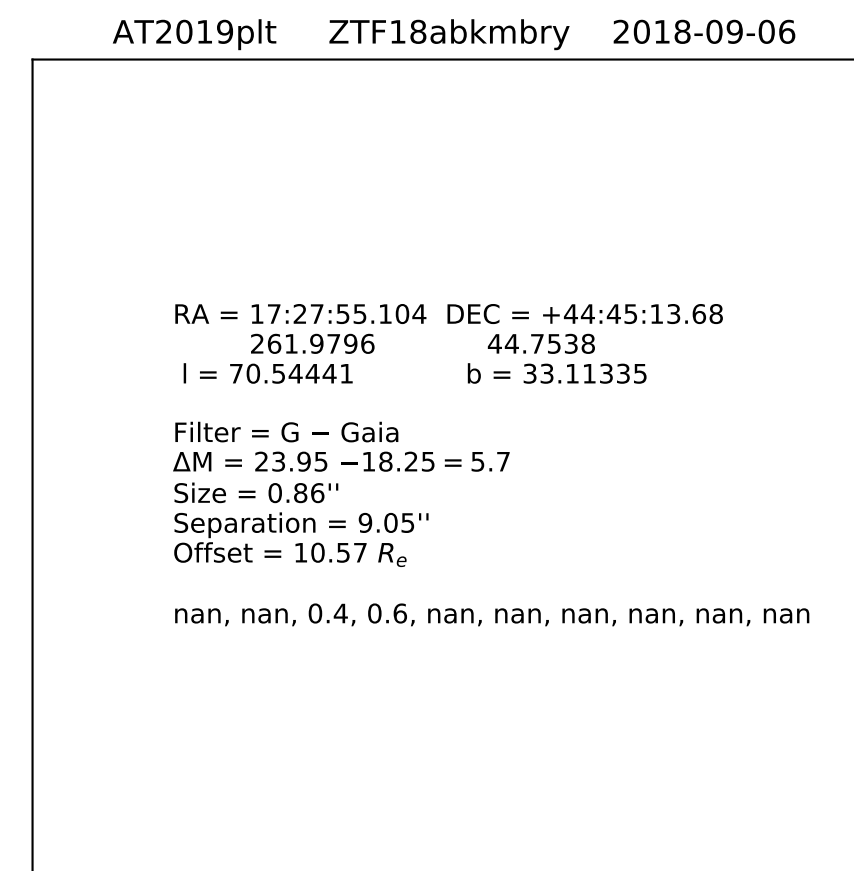 AT2019plt ZTF18abkmbry 2018-09-06
RA = 17:27:55.104 DEC = +44:45:13.68
261.9796 44.7538
l = 70.54441 b = 33.11335
Filter = G − Gaia
ΔM = 23.95 −18.25 = 5.7
Size = 0.86''
Separation = 9.05''
Offset = 10.57 Re
nan, nan, 0.4, 0.6, nan, nan, nan, nan, nan, nan